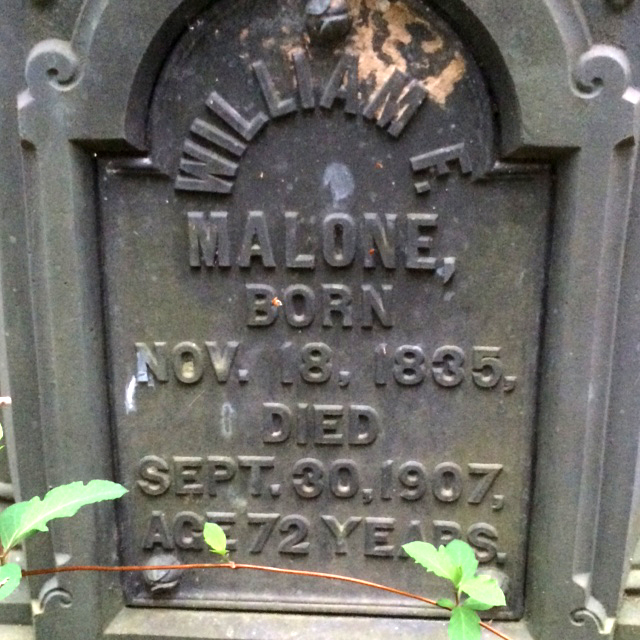 WILLIAM F.
MALONE,
BORN
NOV. 18, 1835,
DIED
SEPT. 30, 1907,
AGE 72 YEARS.